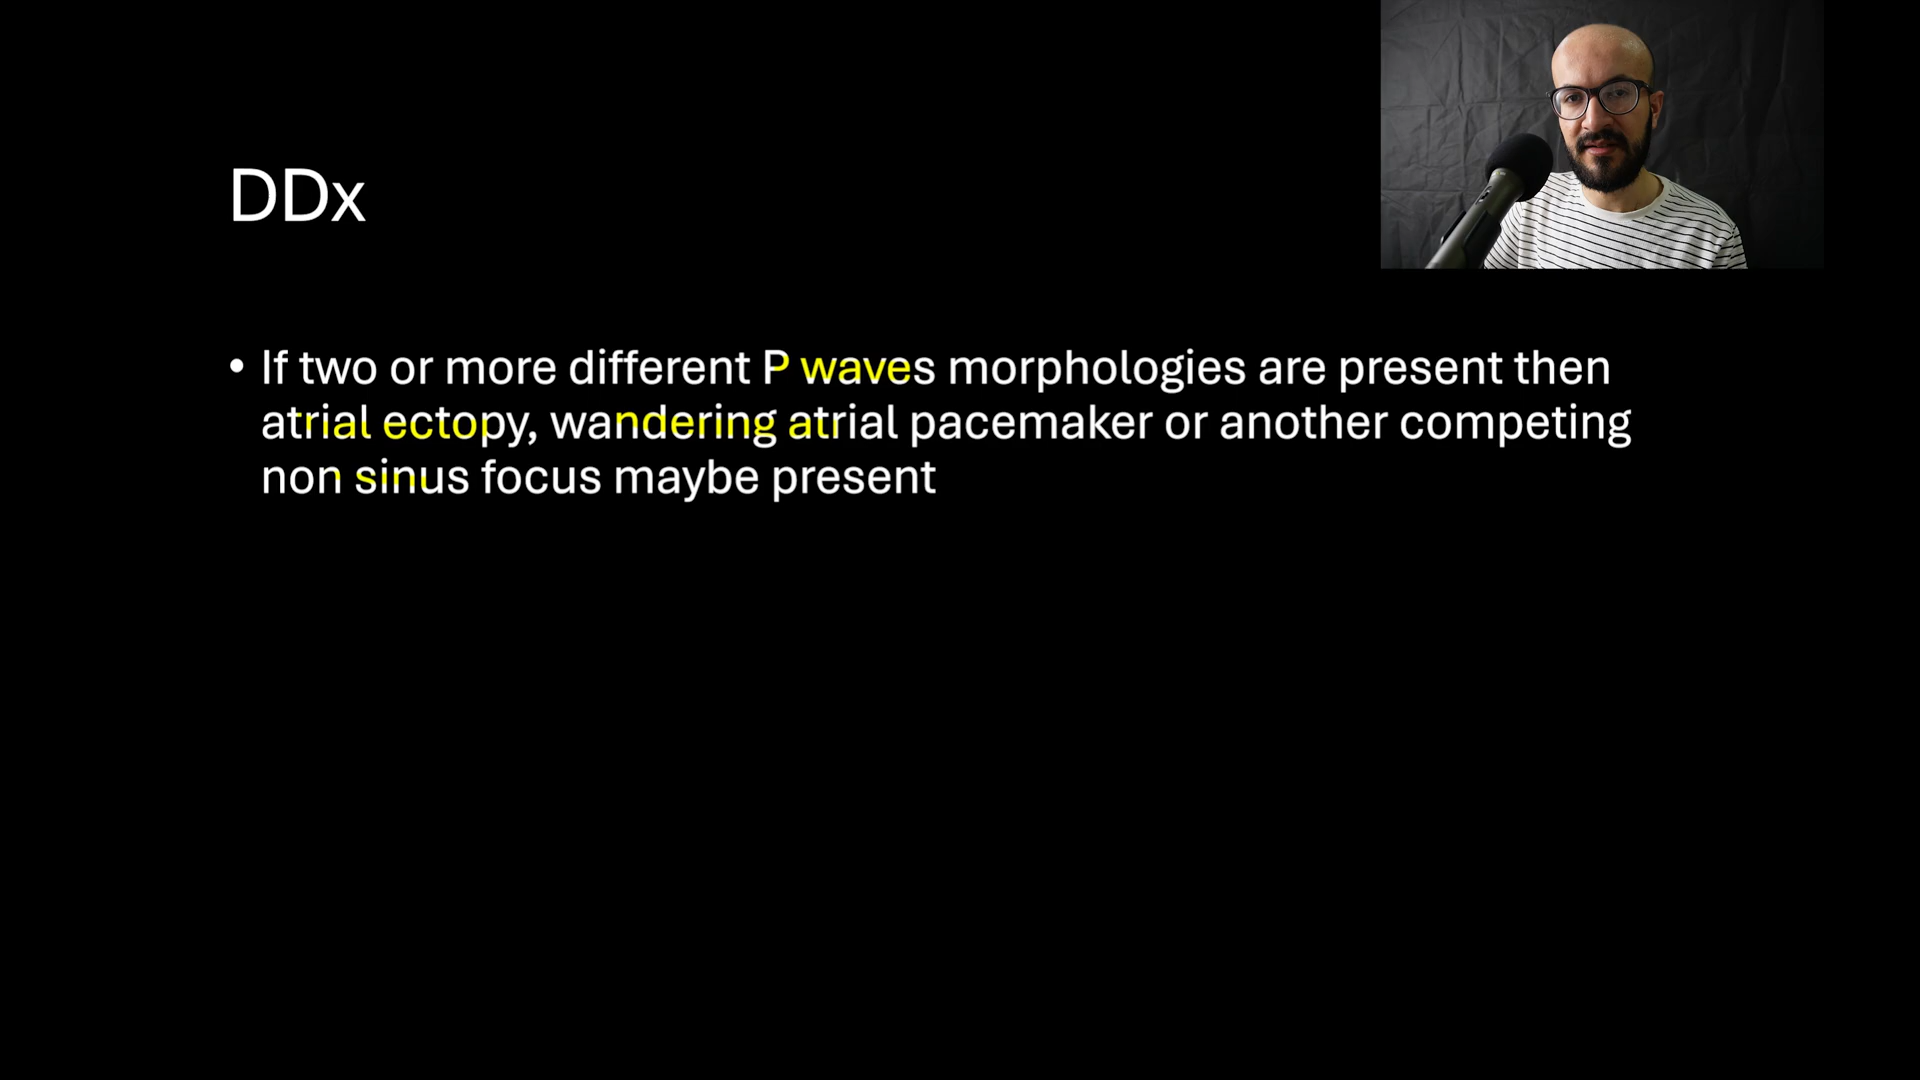 DDx
• If two or more different P waves morphologies are present then
atrial ectopy, wandering atrial pacemaker or another competing
non sinus focus maybe present